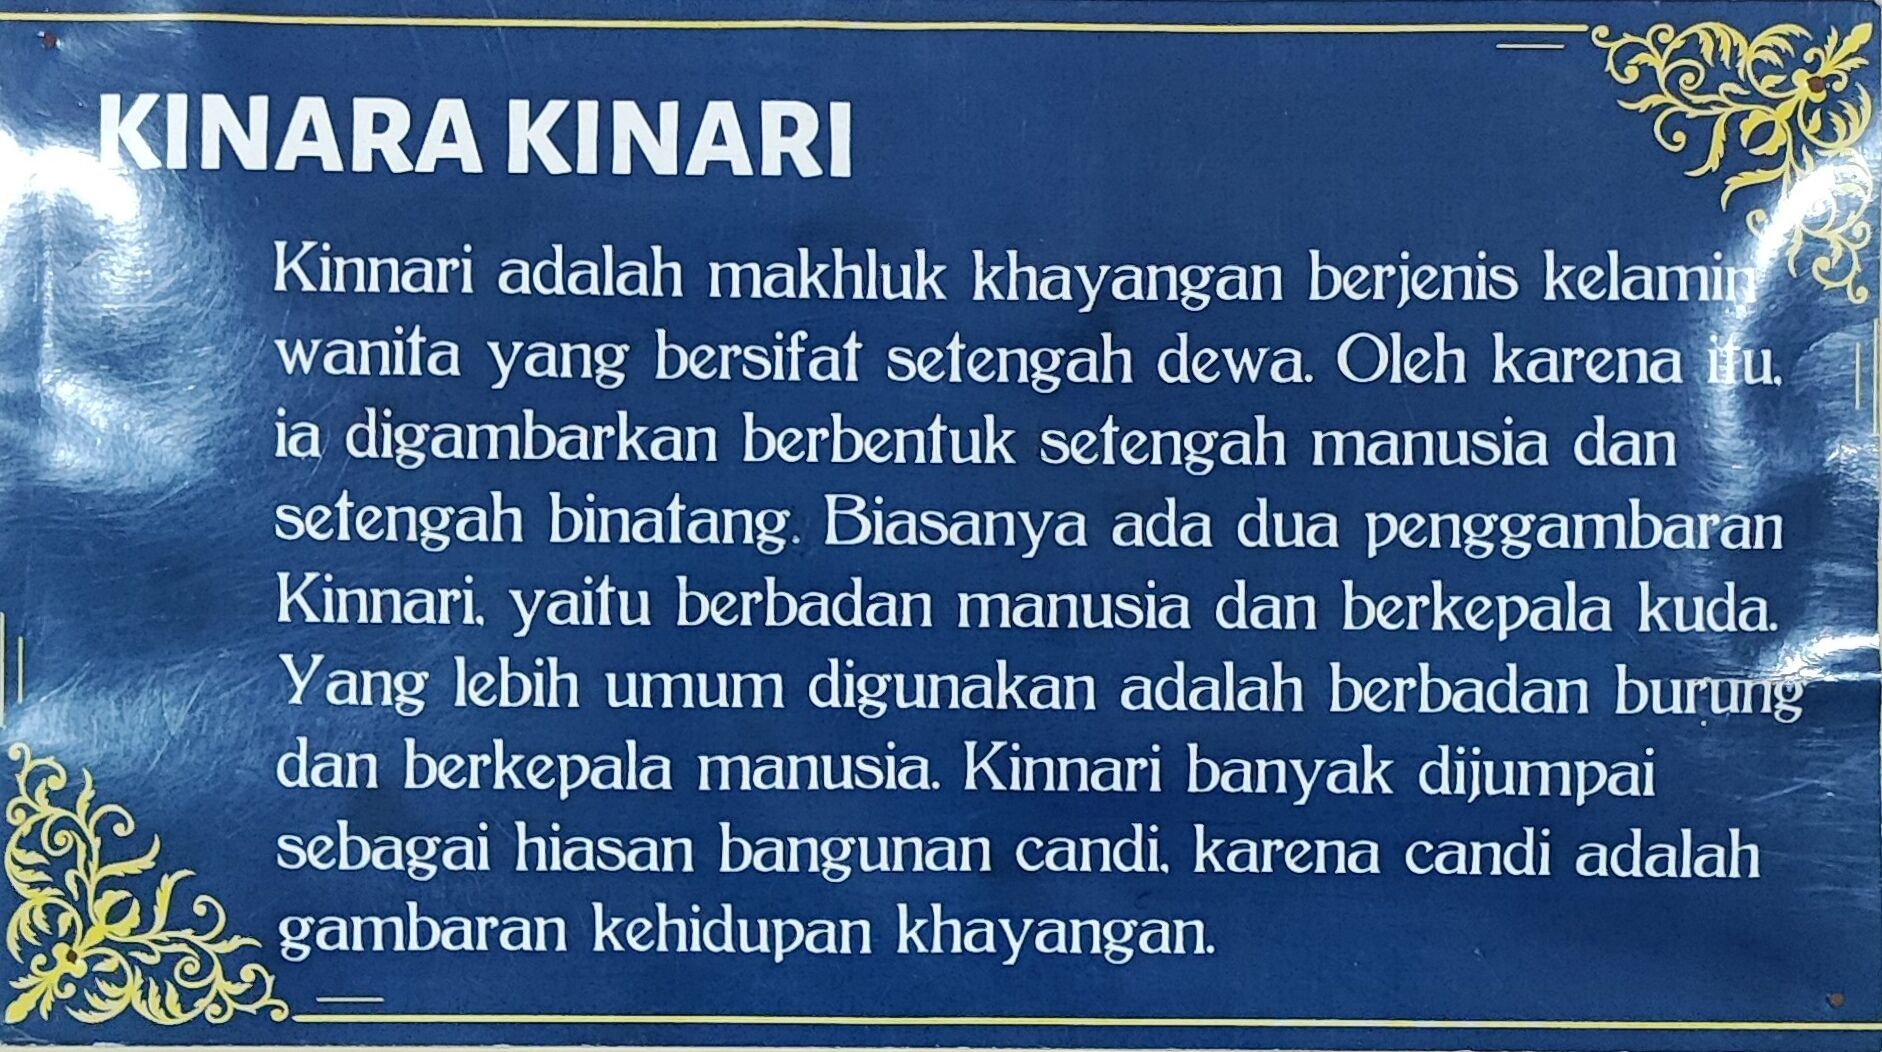 KINARA KINARI
Kinnari adalah makhluk khayangan berjenis kelamin
wanita yang bersifat setengah dewa. Oleh karena itu,
ia digambarkan berbentuk setengah manusia dan
setengah binatang. Biasanya ada dua penggambaran
Kinnari, yaitu berbadan manusia dan berkepala kuda.
Yang lebih umum digunakan adalah berbadan burung
dan berkepala manusia. Kinnari banyak dijumpai
sebagai hiasan bangunan candi, karena candi adalah
gambaran kehidupan khayangan.